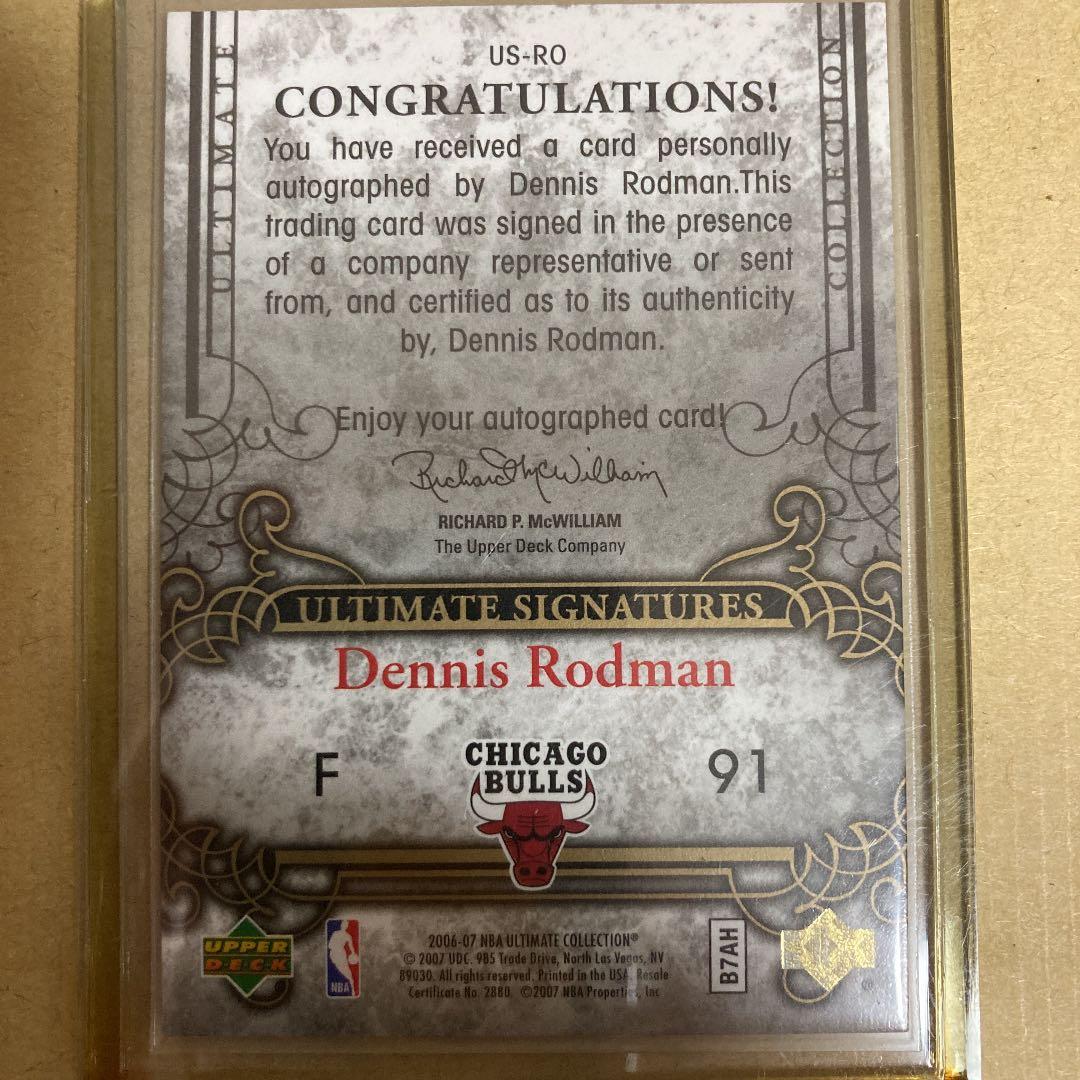 US-RO
CONGRATULATIONS!
You have received a card personally
autographed by Dennis Rodman.This
trading card was signed in the presence
of a company representative or sent
from, and certified as to its authenticity
by, Dennis Rodman.
ULTIMATE
COLLECTION
Enjoy your autographed card!
Richard McWilliam
RICHARD P. McWILLIAM
The Upper Deck Company
ULTIMATE SIGNATURES
Dennis Rodman
F
CHICAGO
BULLS
91
UPPER
D·E·C·K
NBA
2006-07 NBA ULTIMATE COLLECTION®
© 2007 UDC. 985 Trade Drive, North Las Vegas, NV
89030. All rights reserved. Printed in the USA. Resale
Certificate No. 2880. ©2007 NBA Properties, Inc
B7AH
®